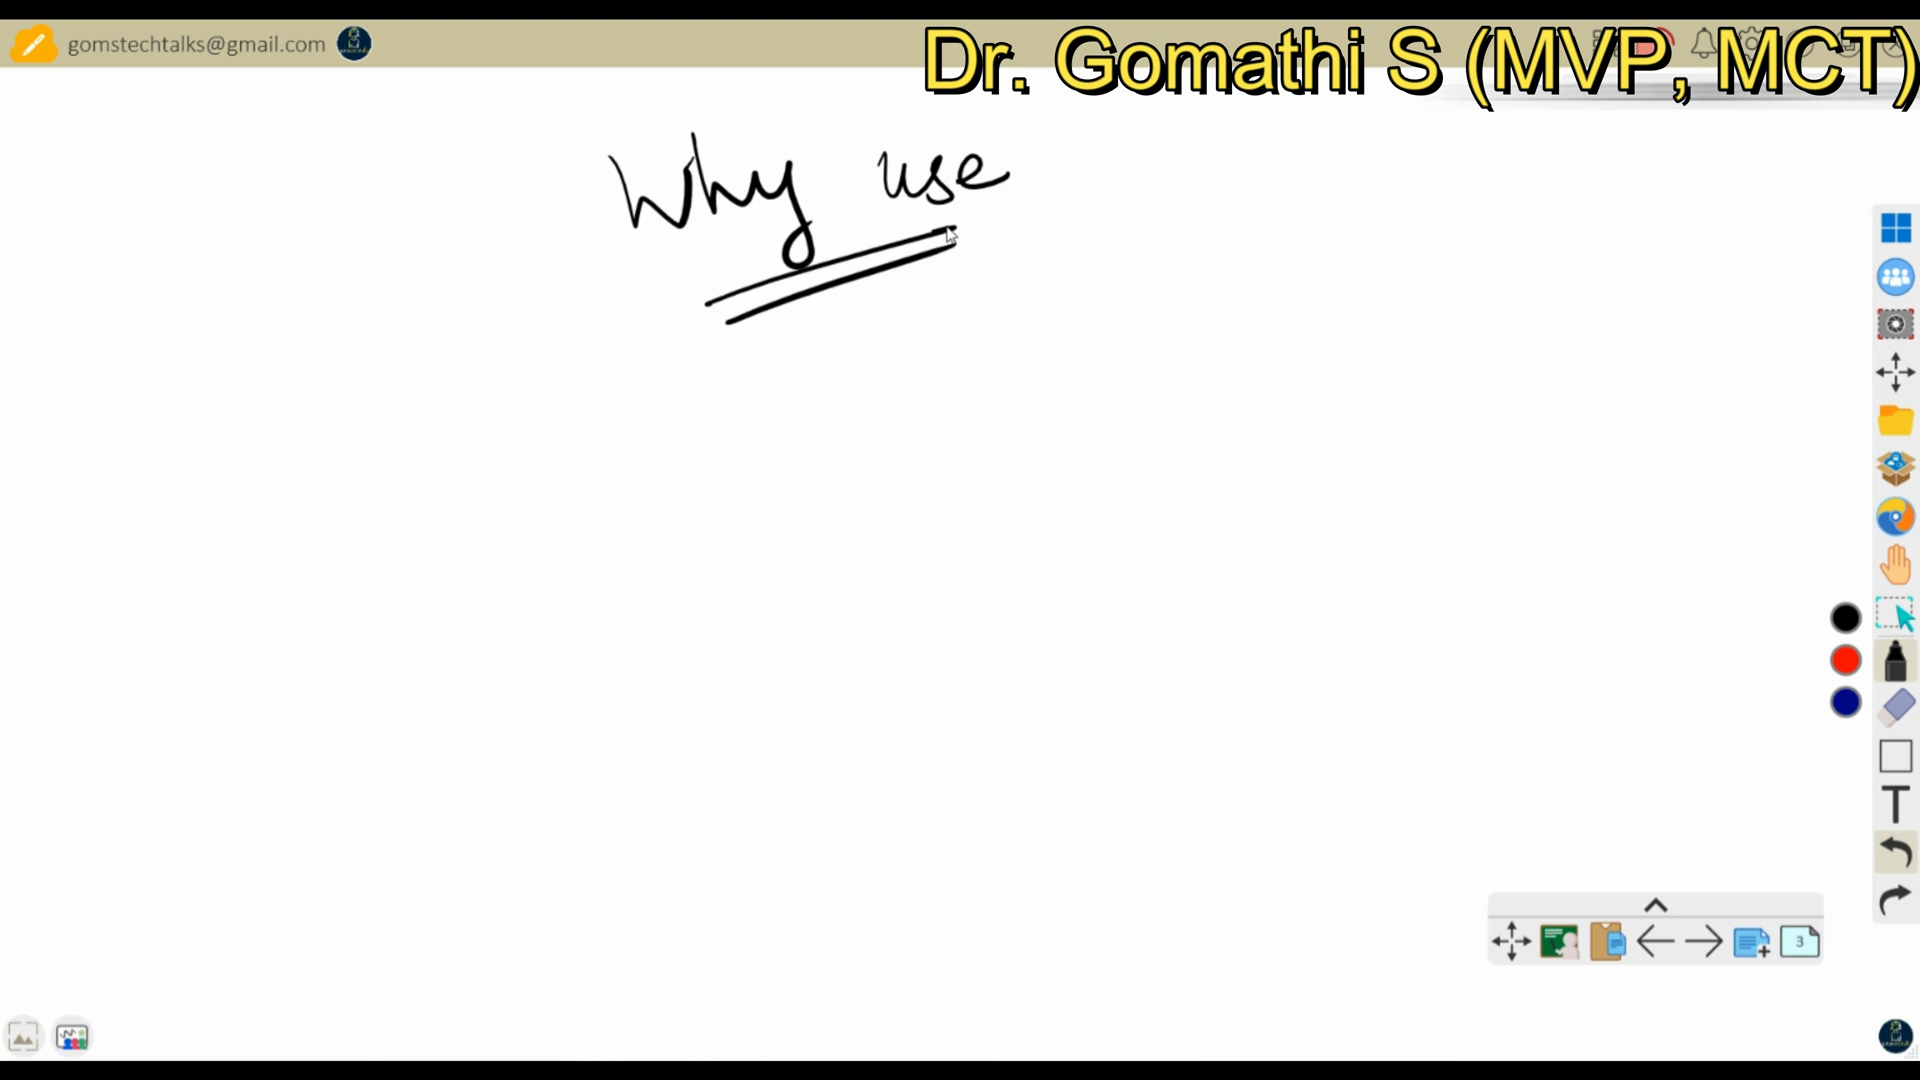 gomstechtalks@gmail.com
Dr. Gomathi S (MVP, MCT)
Why use
T
3